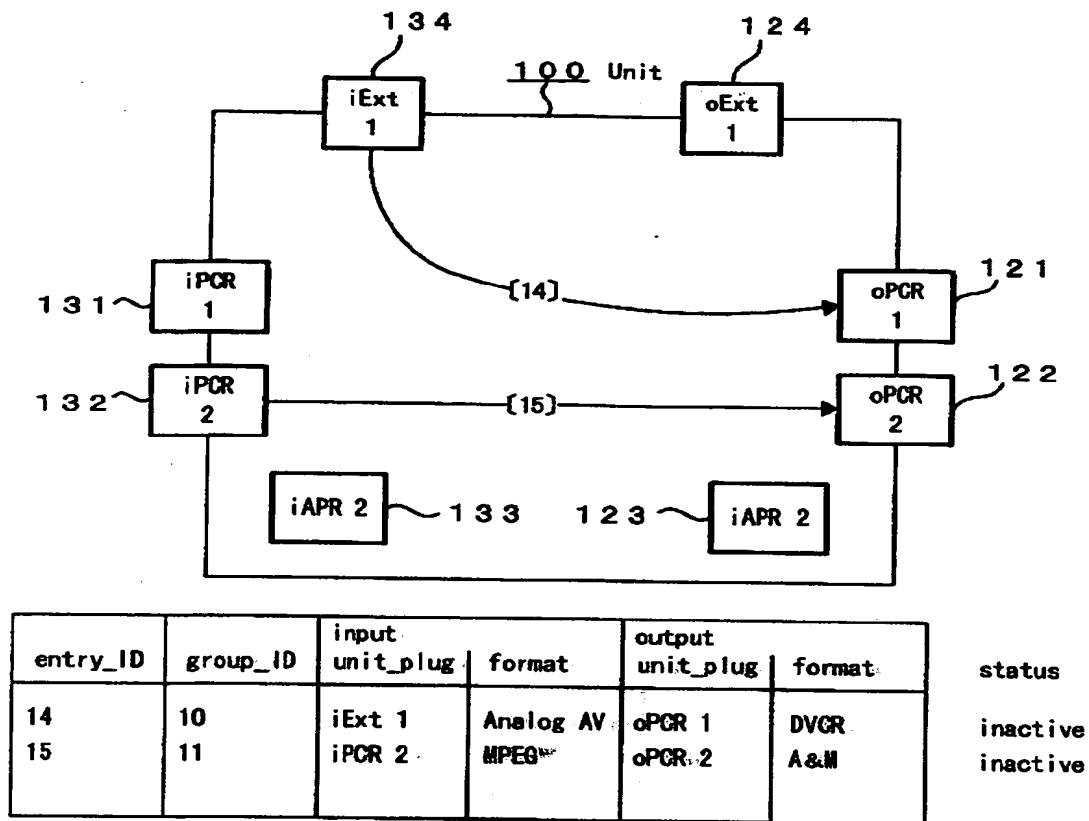 134
124
100 Unit
iExt
1
oExt
1
iPCR
1
131
[14]
oPCR
1
121
iPCR
2
132
[15]
oPCR
2
122
iAPR 2
133
123
iAPR 2
input
output
entry_ID group_ID unit_plug format unit_plug format status
14 10 iExt 1 Analog AV oPCR 1 DVCR inactive
15 11 iPCR 2 MPEG oPCR 2 A&M inactive